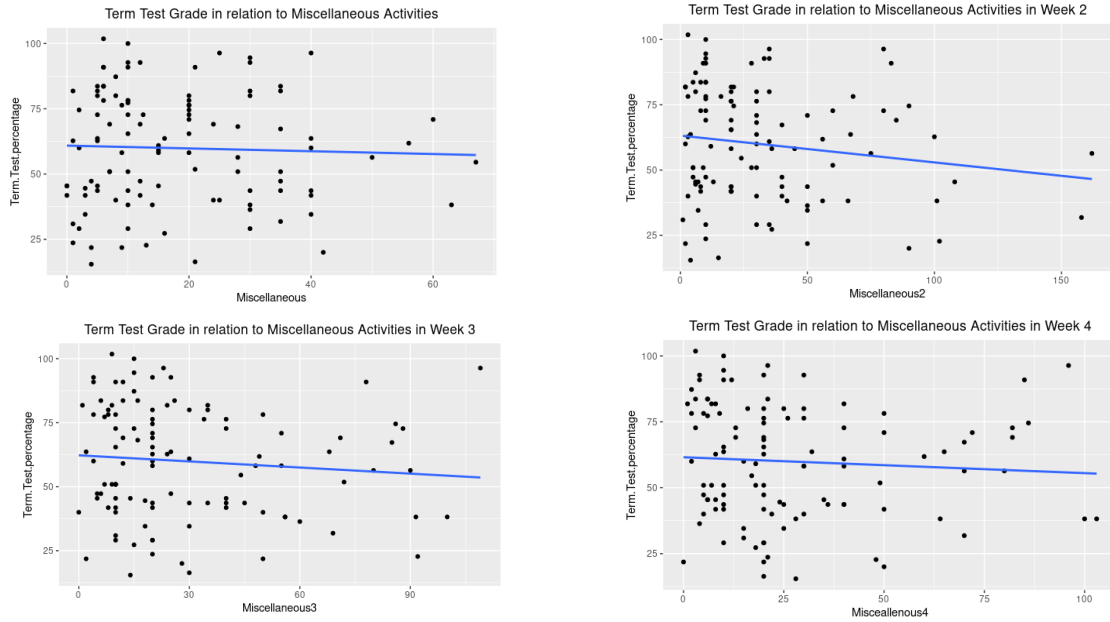 Term Test Grade in relation to Miscellaneous Activities
Term.Test.percentage
100
75
50
25
0
20
40
60
Miscellaneous
Term Test Grade in relation to Miscellaneous Activities in Week 2
Term.Test.percentage
100
75
50
25
0
50
100
150
Miscellaneous2
Term Test Grade in relation to Miscellaneous Activities in Week 3
Term.Test.percentage
100
75
50
25
0
30
60
90
Miscellaneous3
Term Test Grade in relation to Miscellaneous Activities in Week 4
Term.Test.percentage
100
75
50
25
0
25
50
75
100
Misceallenous4